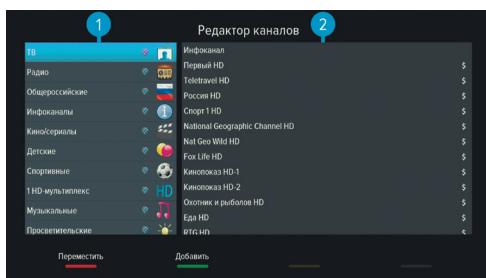 1
2
Редактор каналов
ТВ
Радио
Общероссийские
Инфоканалы
Кино/сериалы
Детские
Спортивные
1 HD-мультиплекс
HD
Музыкальные
Просветительские
Инфоканал
Первый HD $
Teletravel HD $
Россия HD $
Спорт 1 HD $
National Geographic Channel HD $
Nat Geo Wild HD $
Fox Life HD $
Кинопоказ HD-1 $
Кинопоказ HD-2 $
Охотник и рыболов HD $
Еда HD $
RTG HD $
Переместить
Добавить